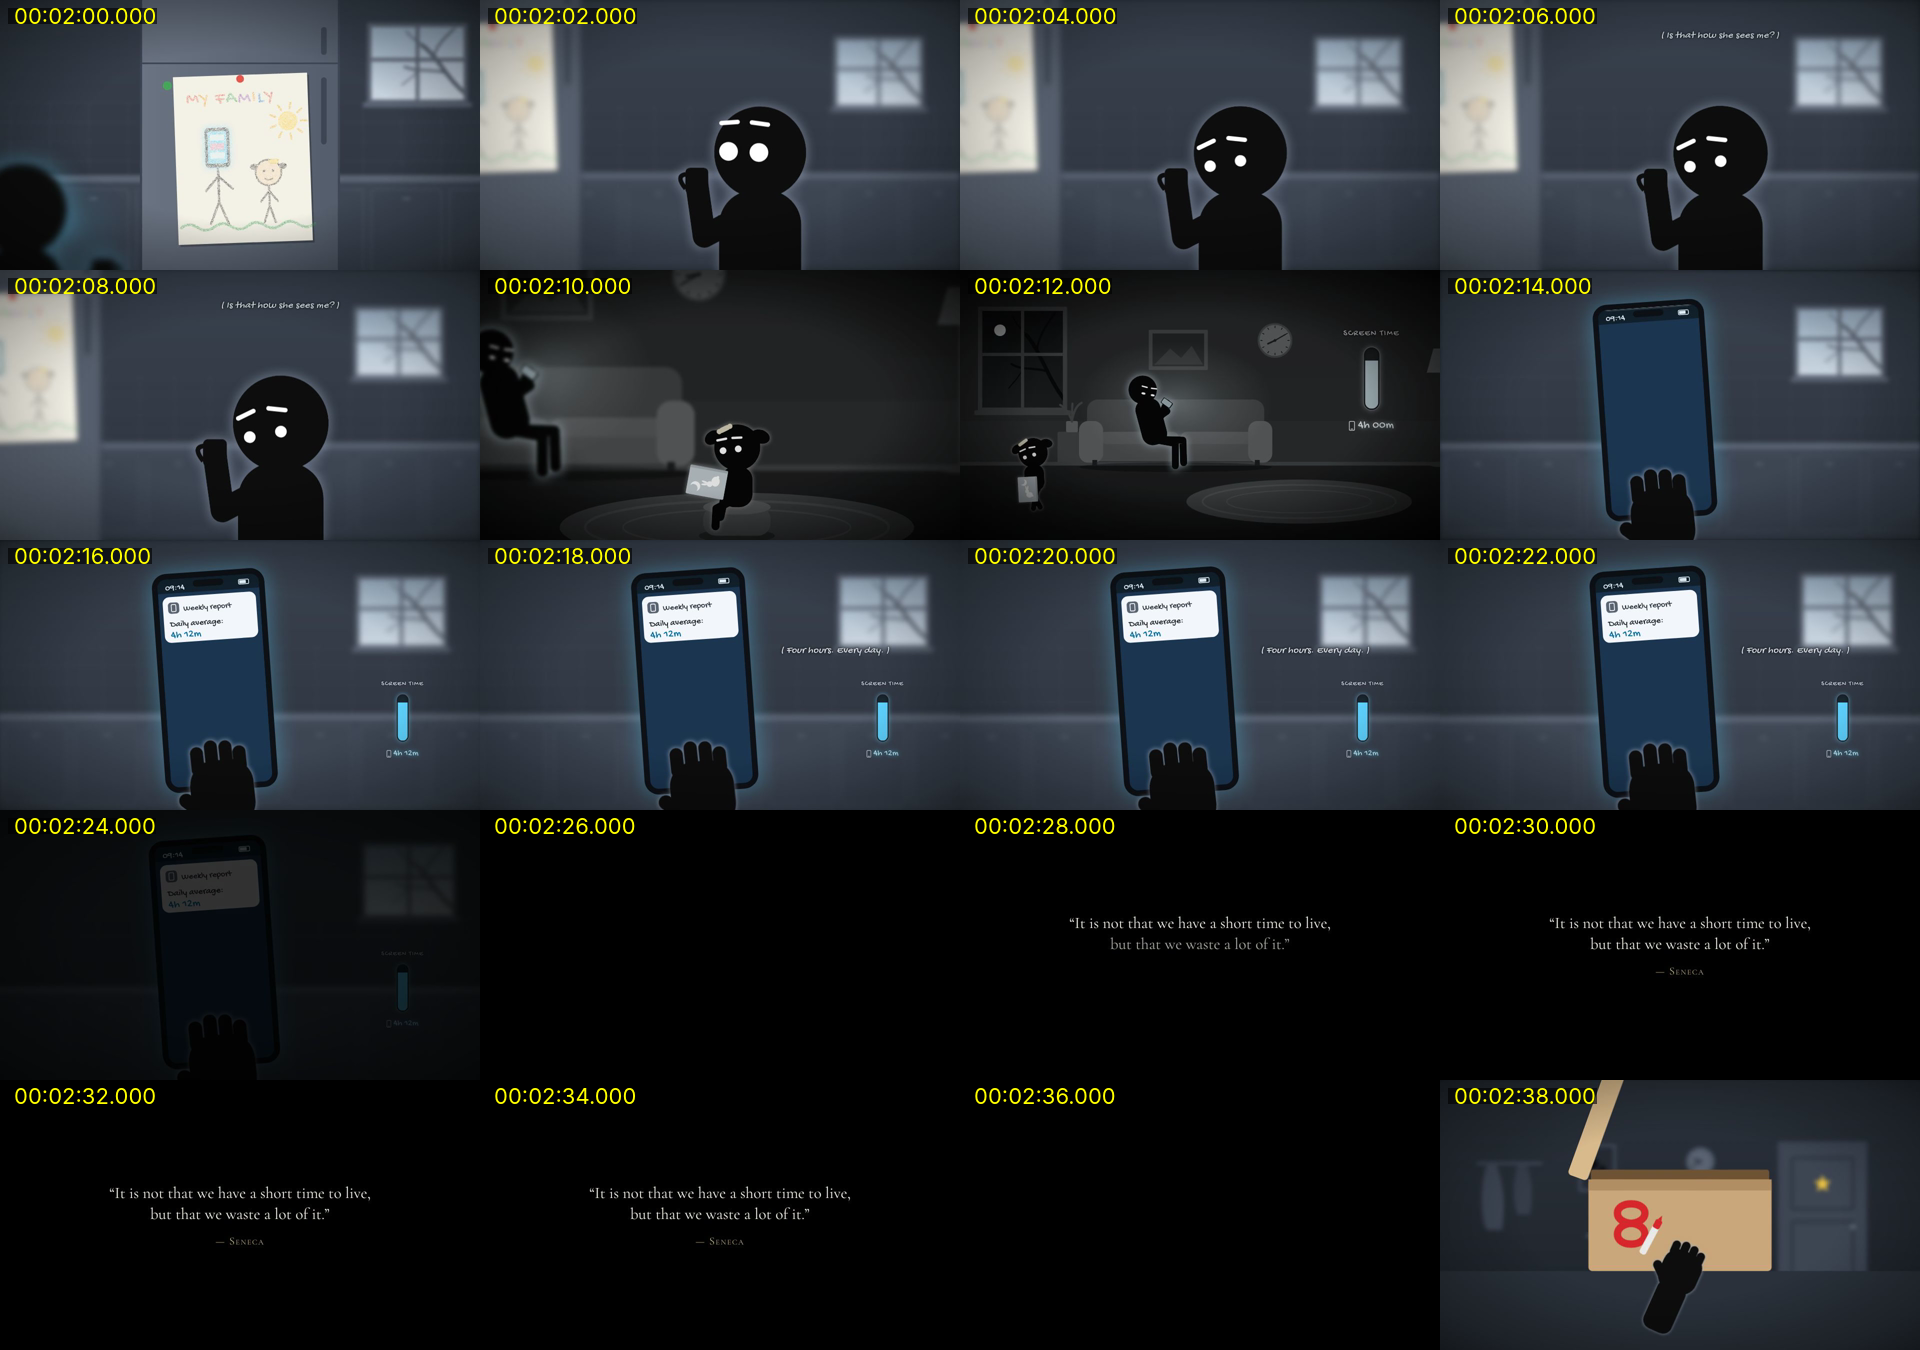 00:02:00.000
MY FAMILY
00:02:02.000
00:02:04.000
00:02:06.000
( Is that how she sees me? )
00:02:08.000
( Is that how she sees me? )
00:02:10.000
00:02:12.000
SCREEN TIME
4h 00m
00:02:14.000
09:14
00:02:16.000
09:14
Weekly report
Daily average:
4h 12m
SCREEN TIME
4h 12m
00:02:18.000
09:14
Weekly report
Daily average:
4h 12m
( Four hours. Every day. )
SCREEN TIME
4h 12m
00:02:20.000
09:14
Weekly report
Daily average:
4h 12m
( Four hours. Every day. )
SCREEN TIME
4h 12m
00:02:22.000
09:14
Weekly report
Daily average:
4h 12m
( Four hours. Every day. )
SCREEN TIME
4h 12m
00:02:24.000
09:14
Weekly report
Daily average:
4h 12m
SCREEN TIME
4h 12m
00:02:26.000
00:02:28.000
“It is not that we have a short time to live,
but that we waste a lot of it.”
00:02:30.000
“It is not that we have a short time to live,
but that we waste a lot of it.”
— Seneca
00:02:32.000
“It is not that we have a short time to live,
but that we waste a lot of it.”
— Seneca
00:02:34.000
“It is not that we have a short time to live,
but that we waste a lot of it.”
— Seneca
00:02:36.000
00:02:38.000
8